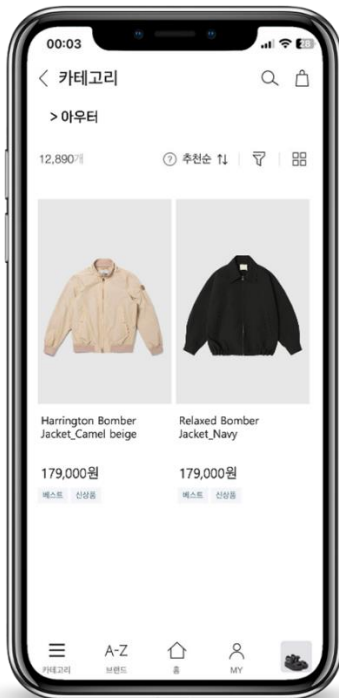 00:03
28
카테고리
> 아우터
12,890개
? 추천순
Harrington Bomber
Jacket_Camel beige
179,000원
베스트 신상품
Relaxed Bomber
Jacket_Navy
179,000원
베스트 신상품
카테고리
A-Z
브랜드
홈
MY